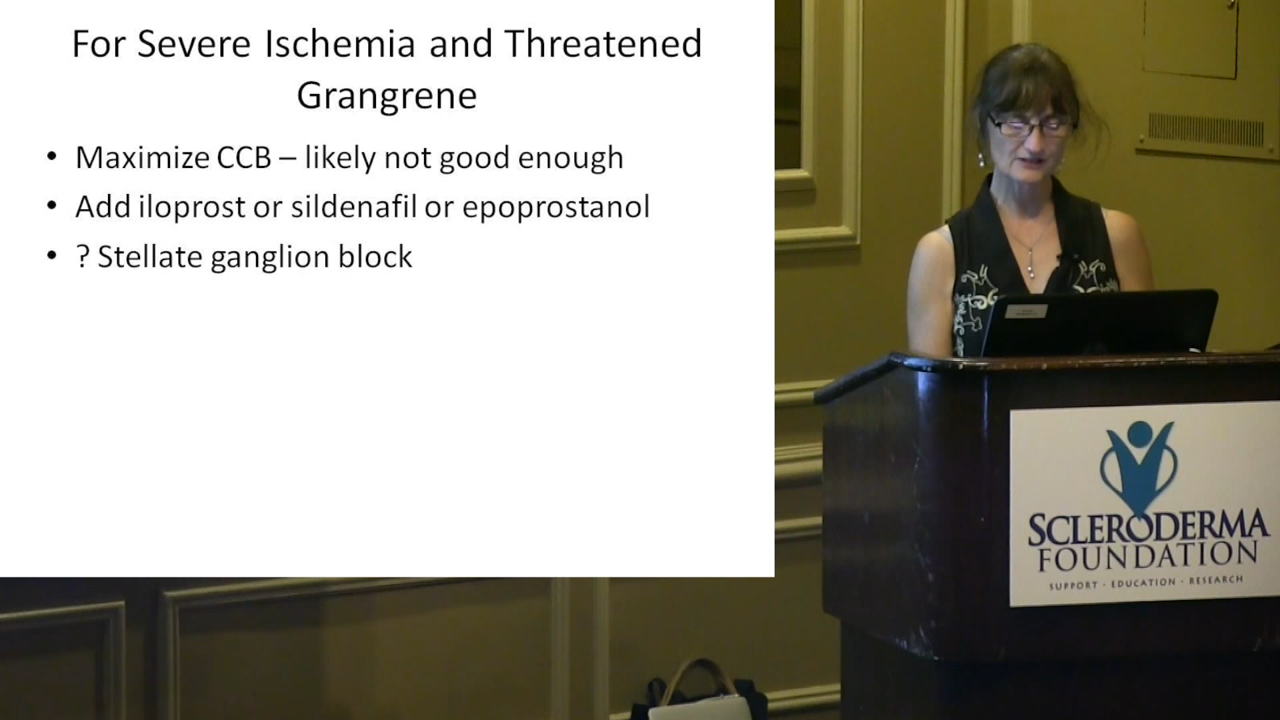 For Severe Ischemia and Threatened
Grangrene
• Maximize CCB – likely not good enough
• Add iloprost or sildenafil or epoprostanol
• ? Stellate ganglion block
SCLERODERMA
FOUNDATION
SUPPORT · EDUCATION · RESEARCH